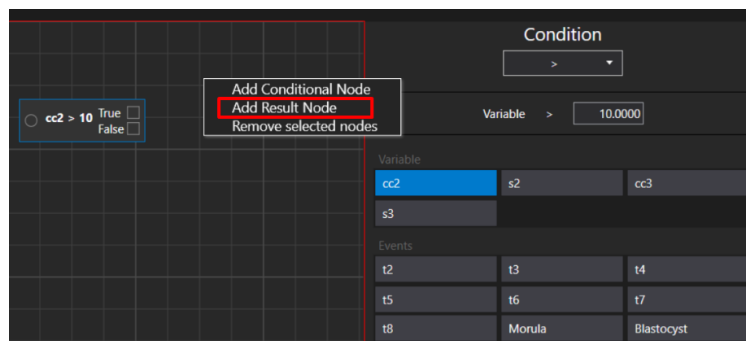 Condition
>
Add Conditional Node
Add Result Node
Remove selected nodes
cc2 > 10 True
False
Variable > 10.0000
Variable
cc2 s2 cc3
s3
Events
t2 t3 t4
t5 t6 t7
t8 Morula Blastocyst